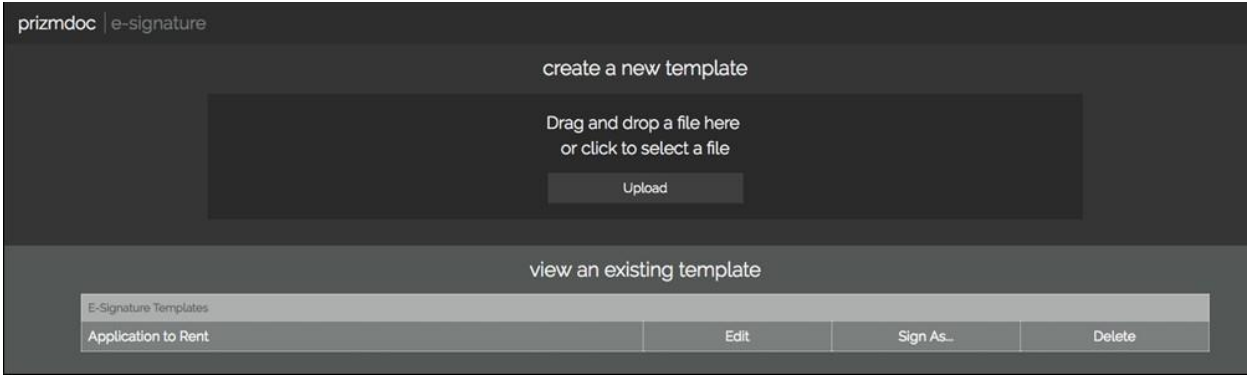 prizmdoc | e-signature
create a new template
Drag and drop a file here
or click to select a file
Upload
view an existing template
E-Signature Templates
Application to Rent Edit Sign As... Delete